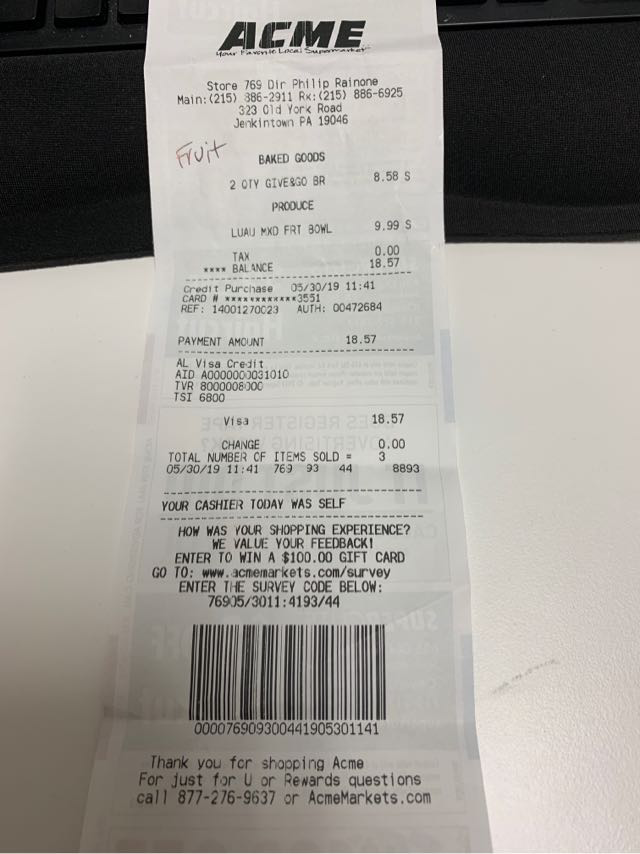 ACME
Your Favorite Local Supermarket
Store 769 Dir Philip Rainone
Main:(215) 886-2911 Rx:(215) 886-6925
323 Old York Road
Jenkintown PA 19046
Fruit
BAKED GOODS
2 QTY GIVE&GO BR 8.58 S
PRODUCE
LUAU MXD FRT BOWL 9.99 S
TAX 0.00
**** BALANCE 18.57
Credit Purchase 05/30/19 11:41
CARD # ************3551
REF: 14001270023 AUTH: 00472684
PAYMENT AMOUNT 18.57
AL Visa Credit
AID A0000000031010
TVR 8000008000
TSI 6800
Visa 18.57
CHANGE 0.00
TOTAL NUMBER OF ITEMS SOLD = 3
05/30/19 11:41 769 93 44 8893
YOUR CASHIER TODAY WAS SELF
HOW WAS YOUR SHOPPING EXPERIENCE?
WE VALUE YOUR FEEDBACK!
ENTER TO WIN A $100.00 GIFT CARD
GO TO: www.acmemarkets.com/survey
ENTER THE SURVEY CODE BELOW:
76905/3011:4193/44
0000769093004419053011​41
Thank you for shopping Acme
For just for U or Rewards questions
call 877-276-9637 or AcmeMarkets.com